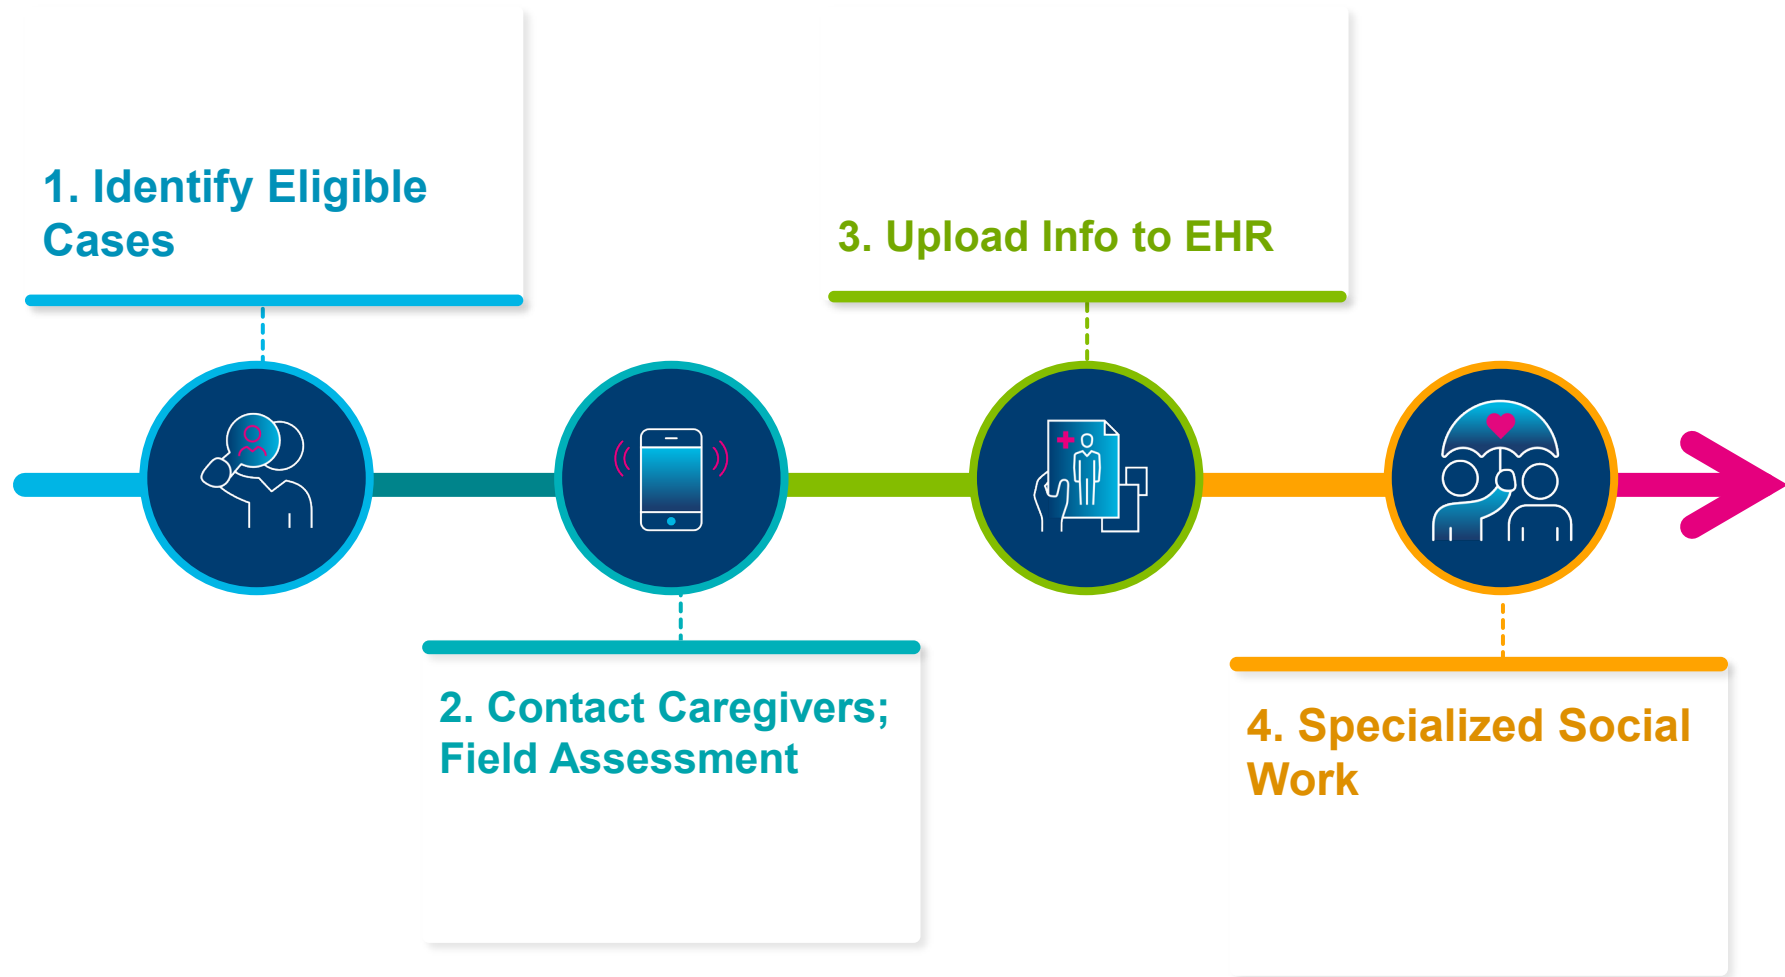 1. Identify Eligible
Cases
2. Contact Caregivers;
Field Assessment
3. Upload Info to EHR
4. Specialized Social
Work